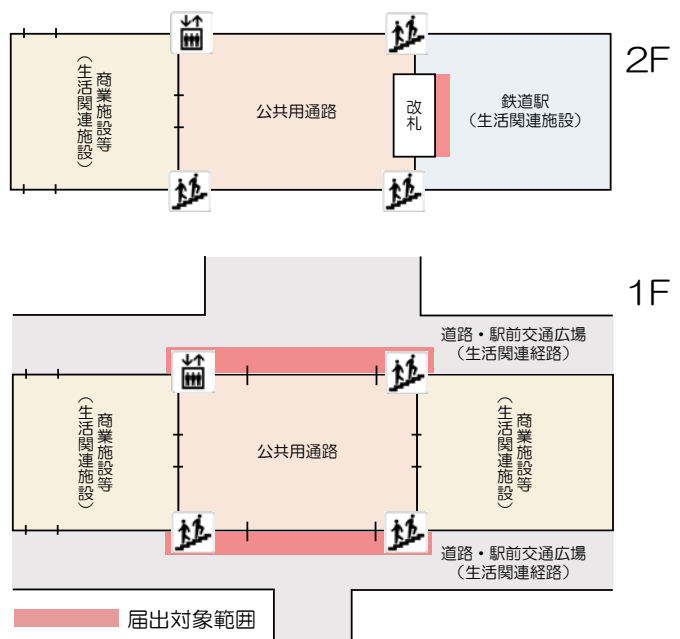 2F
商業施設等
（生活関連施設）
公共用通路
改札
鉄道駅
（生活関連施設）
1F
道路・駅前交通広場
（生活関連経路）
商業施設等
（生活関連施設）
公共用通路
商業施設等
（生活関連施設）
道路・駅前交通広場
（生活関連経路）
届出対象範囲